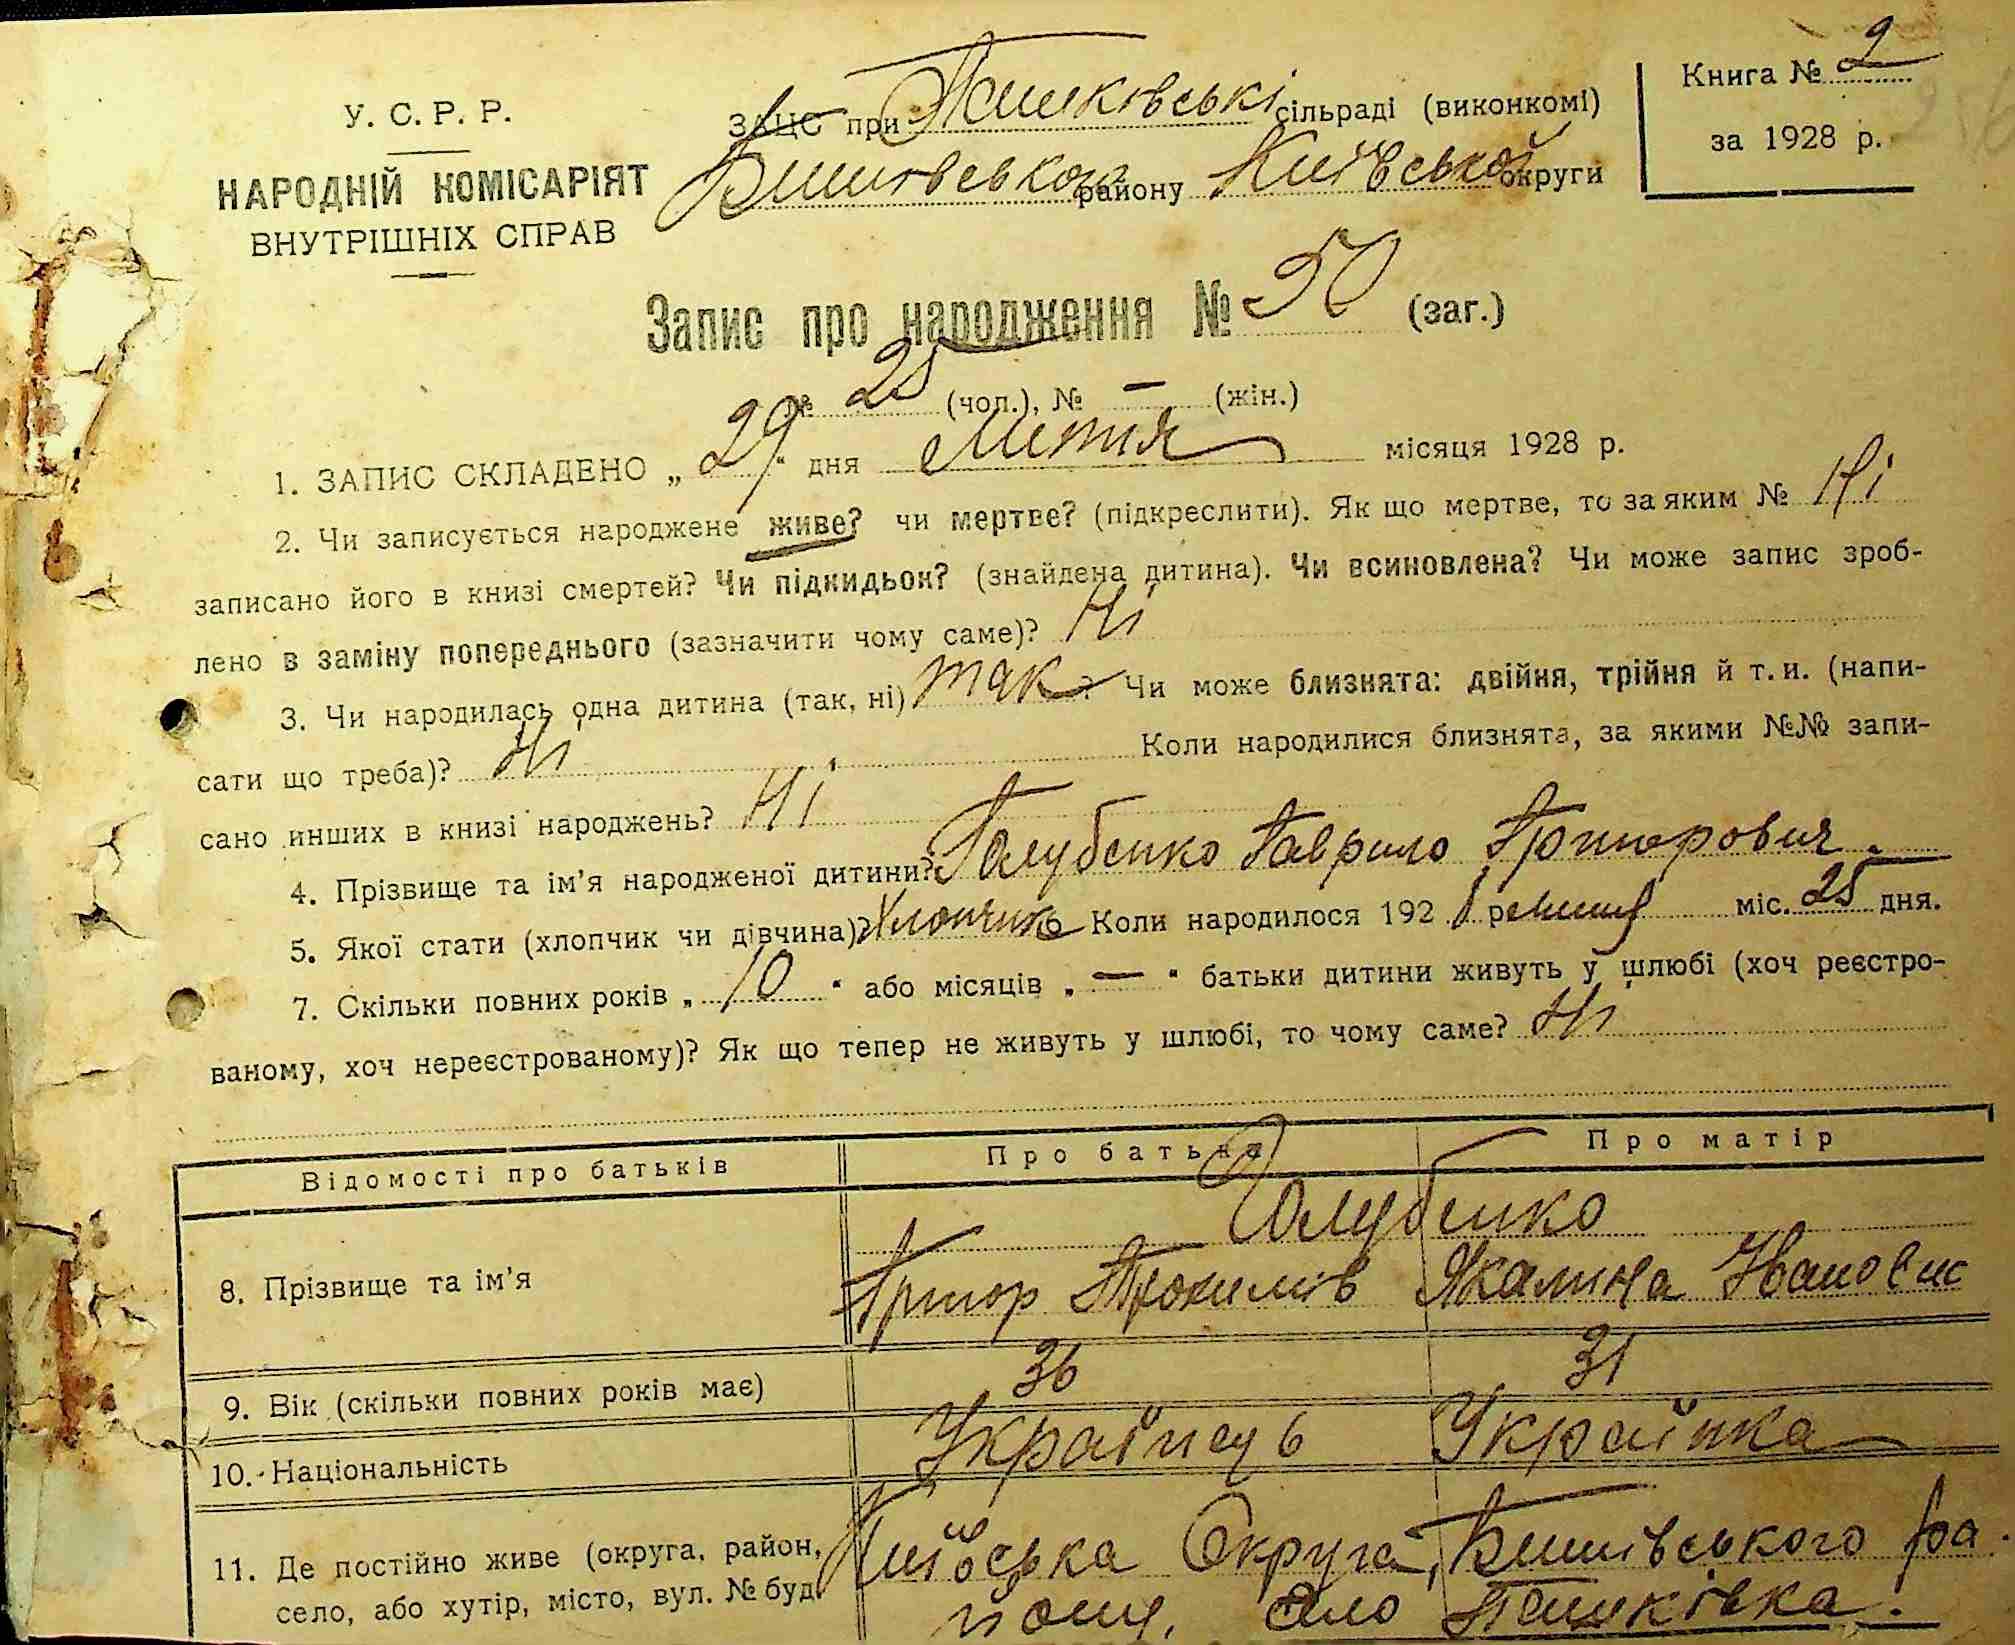 У. С. Р. Р.
НАРОДНІЙ КОМІСАРІЯТ
ВНУТРІШНІХ СПРАВ
ЗАЦС при Пашківські сільраді (виконкомі)
Бишівського району Київської округи
Книга № 2
за 1928 р.
Запис про народження № 50 (заг.)
№ 25 (чол.), № — (жін.)
1. ЗАПИС СКЛАДЕНО „ 29 “ дня Липня місяця 1928 р.
2. Чи записується народжене живе? чи мертве? (підкреслити). Як що мертве, то за яким № Ні
записано його в книзі смертей? Чи підкидьок? (знайдена дитина). Чи всиновлена? Чи може запис зроб-
лено в заміну попереднього (зазначити чому саме)? Ні
3. Чи народилась одна дитина (так, ні) так? Чи може близнята: двійня, трійня й т. и. (напи-
сати що треба)? Ні Коли народилися близнята, за якими №№ запи-
сано инших в книзі народжень? Ні
4. Прізвище та ім’я народженої дитини? Голубенко Гаврило Григорович.
5. Якої стати (хлопчик чи дівчина)? Хлопчик Коли народилося 192 8 р. липня міс. 25 дня.
7. Скільки повних років „ 10 “ або місяців „ — “ батьки дитини живуть у шлюбі (хоч реєстро-
ваному, хоч нереєстрованому)? Як що тепер не живуть у шлюбі, то чому саме? Ні
Відомості про батьків Про батька Про матір
Голубенко
8. Прізвище та ім’я Григор Якалина Іванович
9. Вік (скільки повних років має) 36 31
10. Національність Українець Українка
11. Де постійно живе (округа, район, Київська Округа, Бишівського ра
село, або хутір, місто, вул. № буд. йону, село Пашківка.